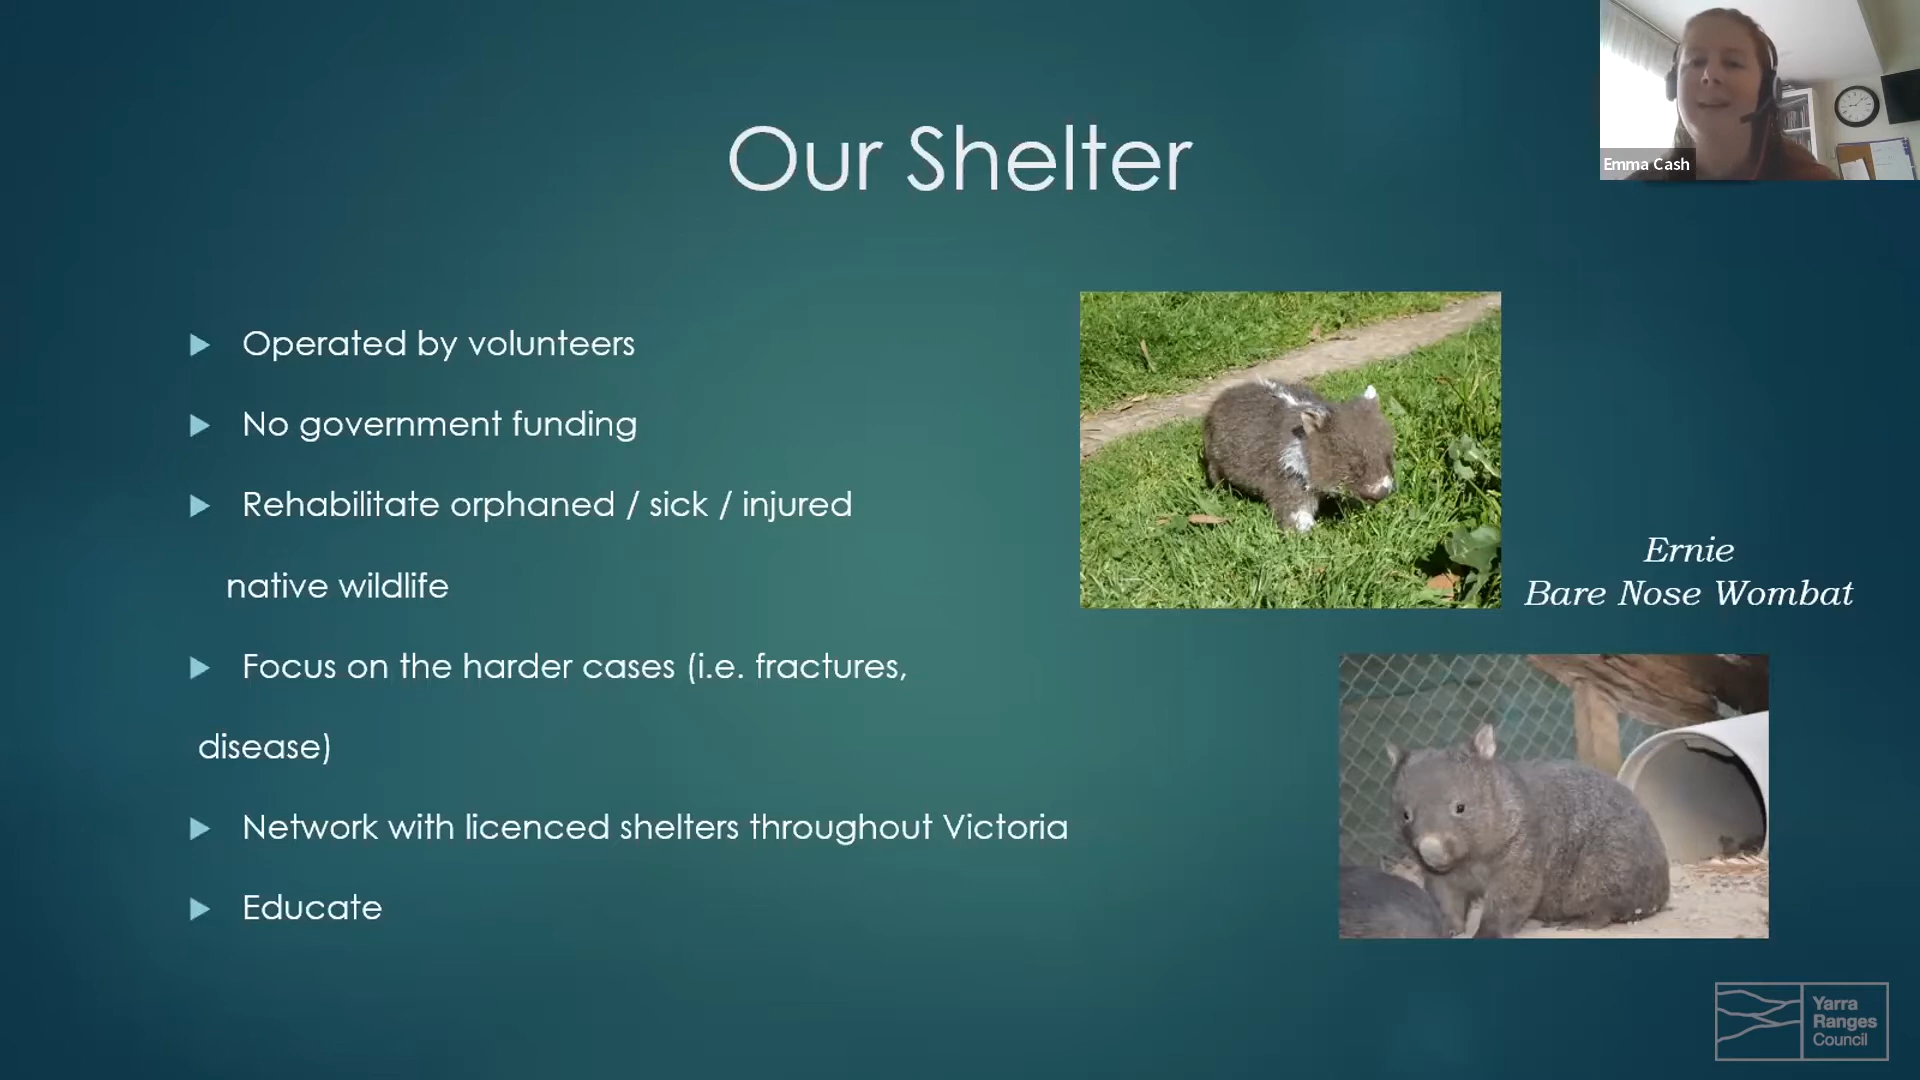 Emma Cash
Our Shelter
Operated by volunteers
No government funding
Rehabilitate orphaned / sick / injured
native wildlife
Focus on the harder cases (i.e. fractures,
disease)
Network with licenced shelters throughout Victoria
Educate
Ernie
Bare Nose Wombat
Yarra
Ranges
Council